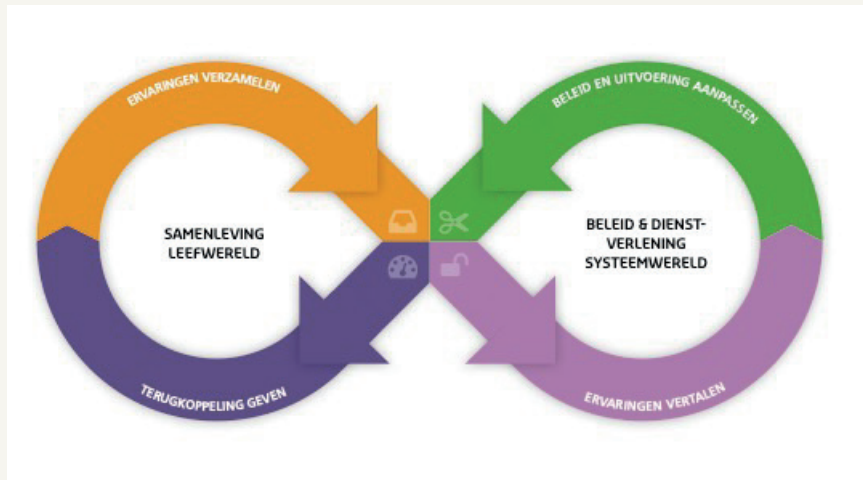 ERVARINGEN VERZAMELEN
BELEID EN UITVOERING AANPASSEN
SAMENLEVING
LEEFWERELD
BELEID & DIENST-
VERLENING
SYSTEEMWERELD
TERUGKOPPELING GEVEN
ERVARINGEN VERTALEN